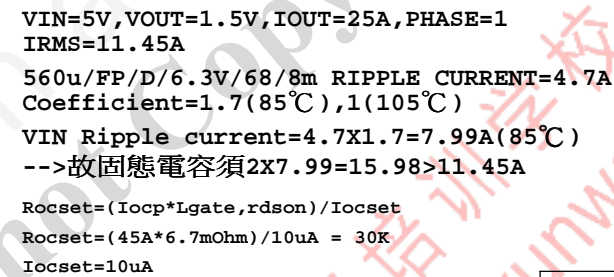 VIN=5V,VOUT=1.5V,IOUT=25A,PHASE=1
IRMS=11.45A
560u/FP/D/6.3V/68/8m RIPPLE CURRENT=4.7A
Coefficient=1.7(85℃),1(105℃)
VIN Ripple current=4.7X1.7=7.99A(85℃)
-->故固態電容須2X7.99=15.98>11.45A
Rocset=(Iocp*Lgate,rdson)/Iocset
Rocset=(45A*6.7mOhm)/10uA = 30K
Iocset=10uA